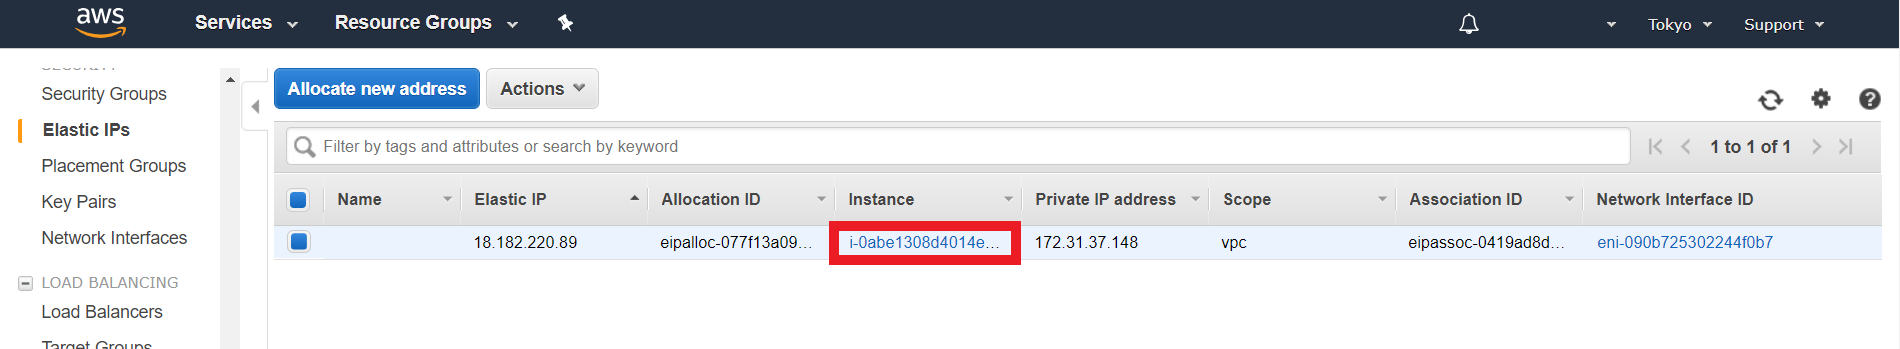 aws Services Resource Groups Tokyo Support
SECURITY
Security Groups
Elastic IPs
Placement Groups
Key Pairs
Network Interfaces
LOAD BALANCING
Load Balancers
Target Groups
Allocate new address Actions
Filter by tags and attributes or search by keyword 1 to 1 of 1
Name Elastic IP Allocation ID Instance Private IP address Scope Association ID Network Interface ID
18.182.220.89 eipalloc-077f13a09... i-0abe1308d4014e... 172.31.37.148 vpc eipassoc-0419ad8d... eni-090b725302244f0b7